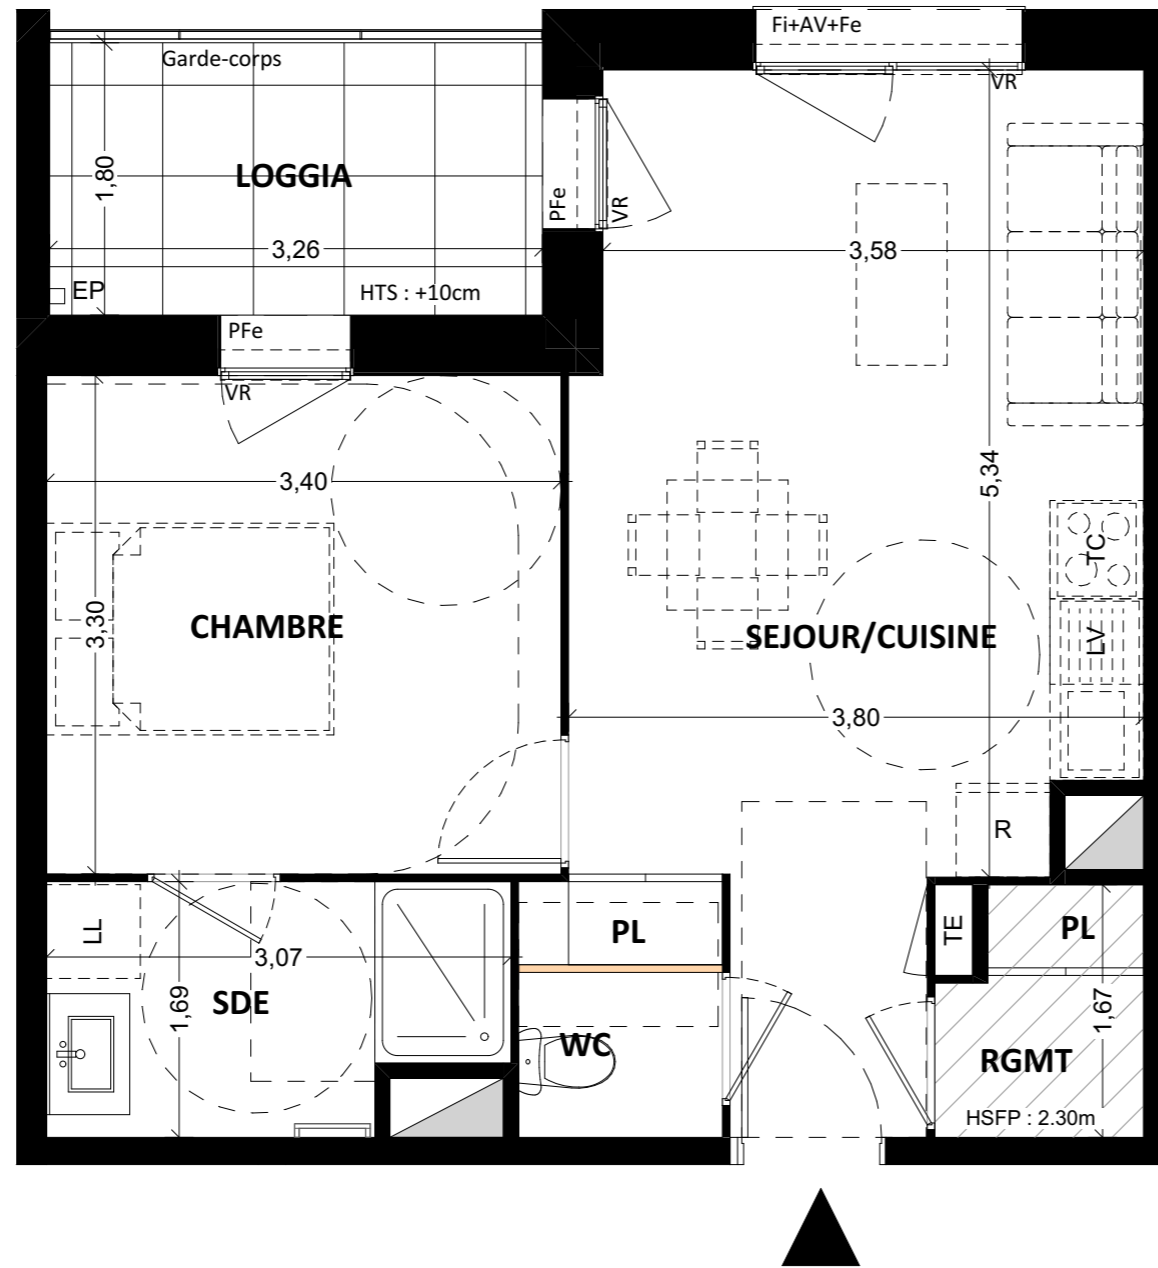 Fi+AV+Fe
Garde-corps
VR
1,80
LOGGIA
PFe
VR
3,26
3,58
EP
HTS : +10cm
PFe
VR
3,40
5,34
TC
3,30
CHAMBRE
SEJOUR/CUISINE
LV
3,80
R
LL
PL
TE
PL
3,07
SDE
1,69
1,67
WC
RGMT
HSFP : 2.30m